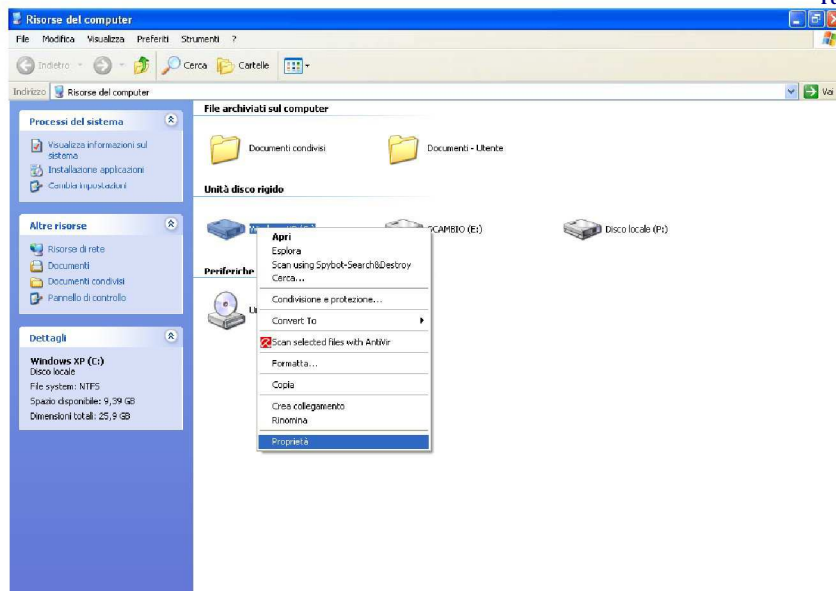 Risorse del computer
File Modifica Visualizza Preferiti Strumenti ?
Indietro Cerca Cartelle
Indirizzo Risorse del computer Vai
Processi del sistema
Visualizza informazioni sul
sistema
Installazione applicazioni
Cambia impostazioni
Altre risorse
Risorse di rete
Documenti
Documenti condivisi
Pannello di controllo
Dettagli
Windows XP (C:)
Disco locale
File system: NTFS
Spazio disponibile: 9,39 GB
Dimensioni totali: 25,9 GB
File archiviati sul computer
Documenti condivisi
Documenti - Utente
Unità disco rigido
SCAMBIO (E:)
Disco locale (P:)
Periferiche
Apri
Esplora
Scan using Spybot-Search&Destroy
Cerca...
Condivisione e protezione...
Convert To
Scan selected files with AntiVir
Formatta...
Copia
Crea collegamento
Rinomina
Proprietà